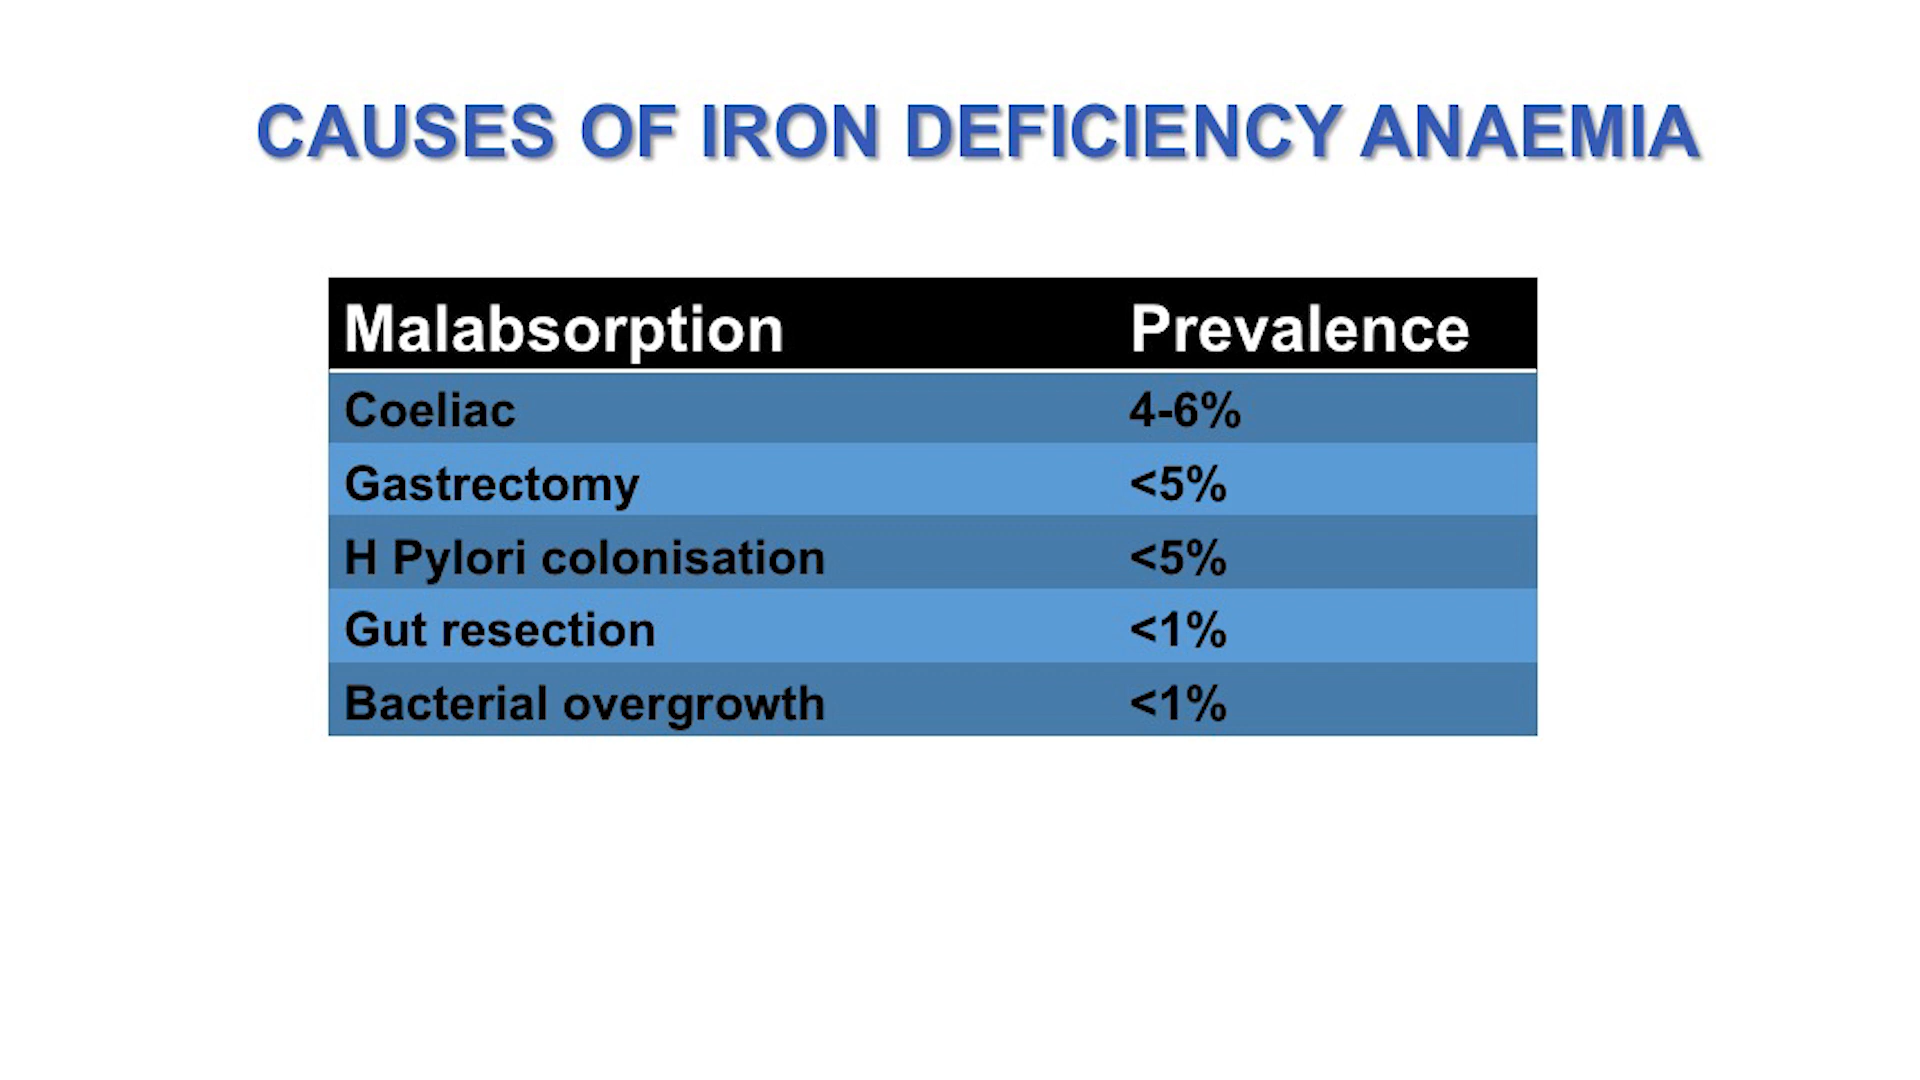 CAUSES OF IRON DEFICIENCY ANAEMIA
Malabsorption Prevalence
Coeliac 4-6%
Gastrectomy <5%
H Pylori colonisation <5%
Gut resection <1%
Bacterial overgrowth <1%